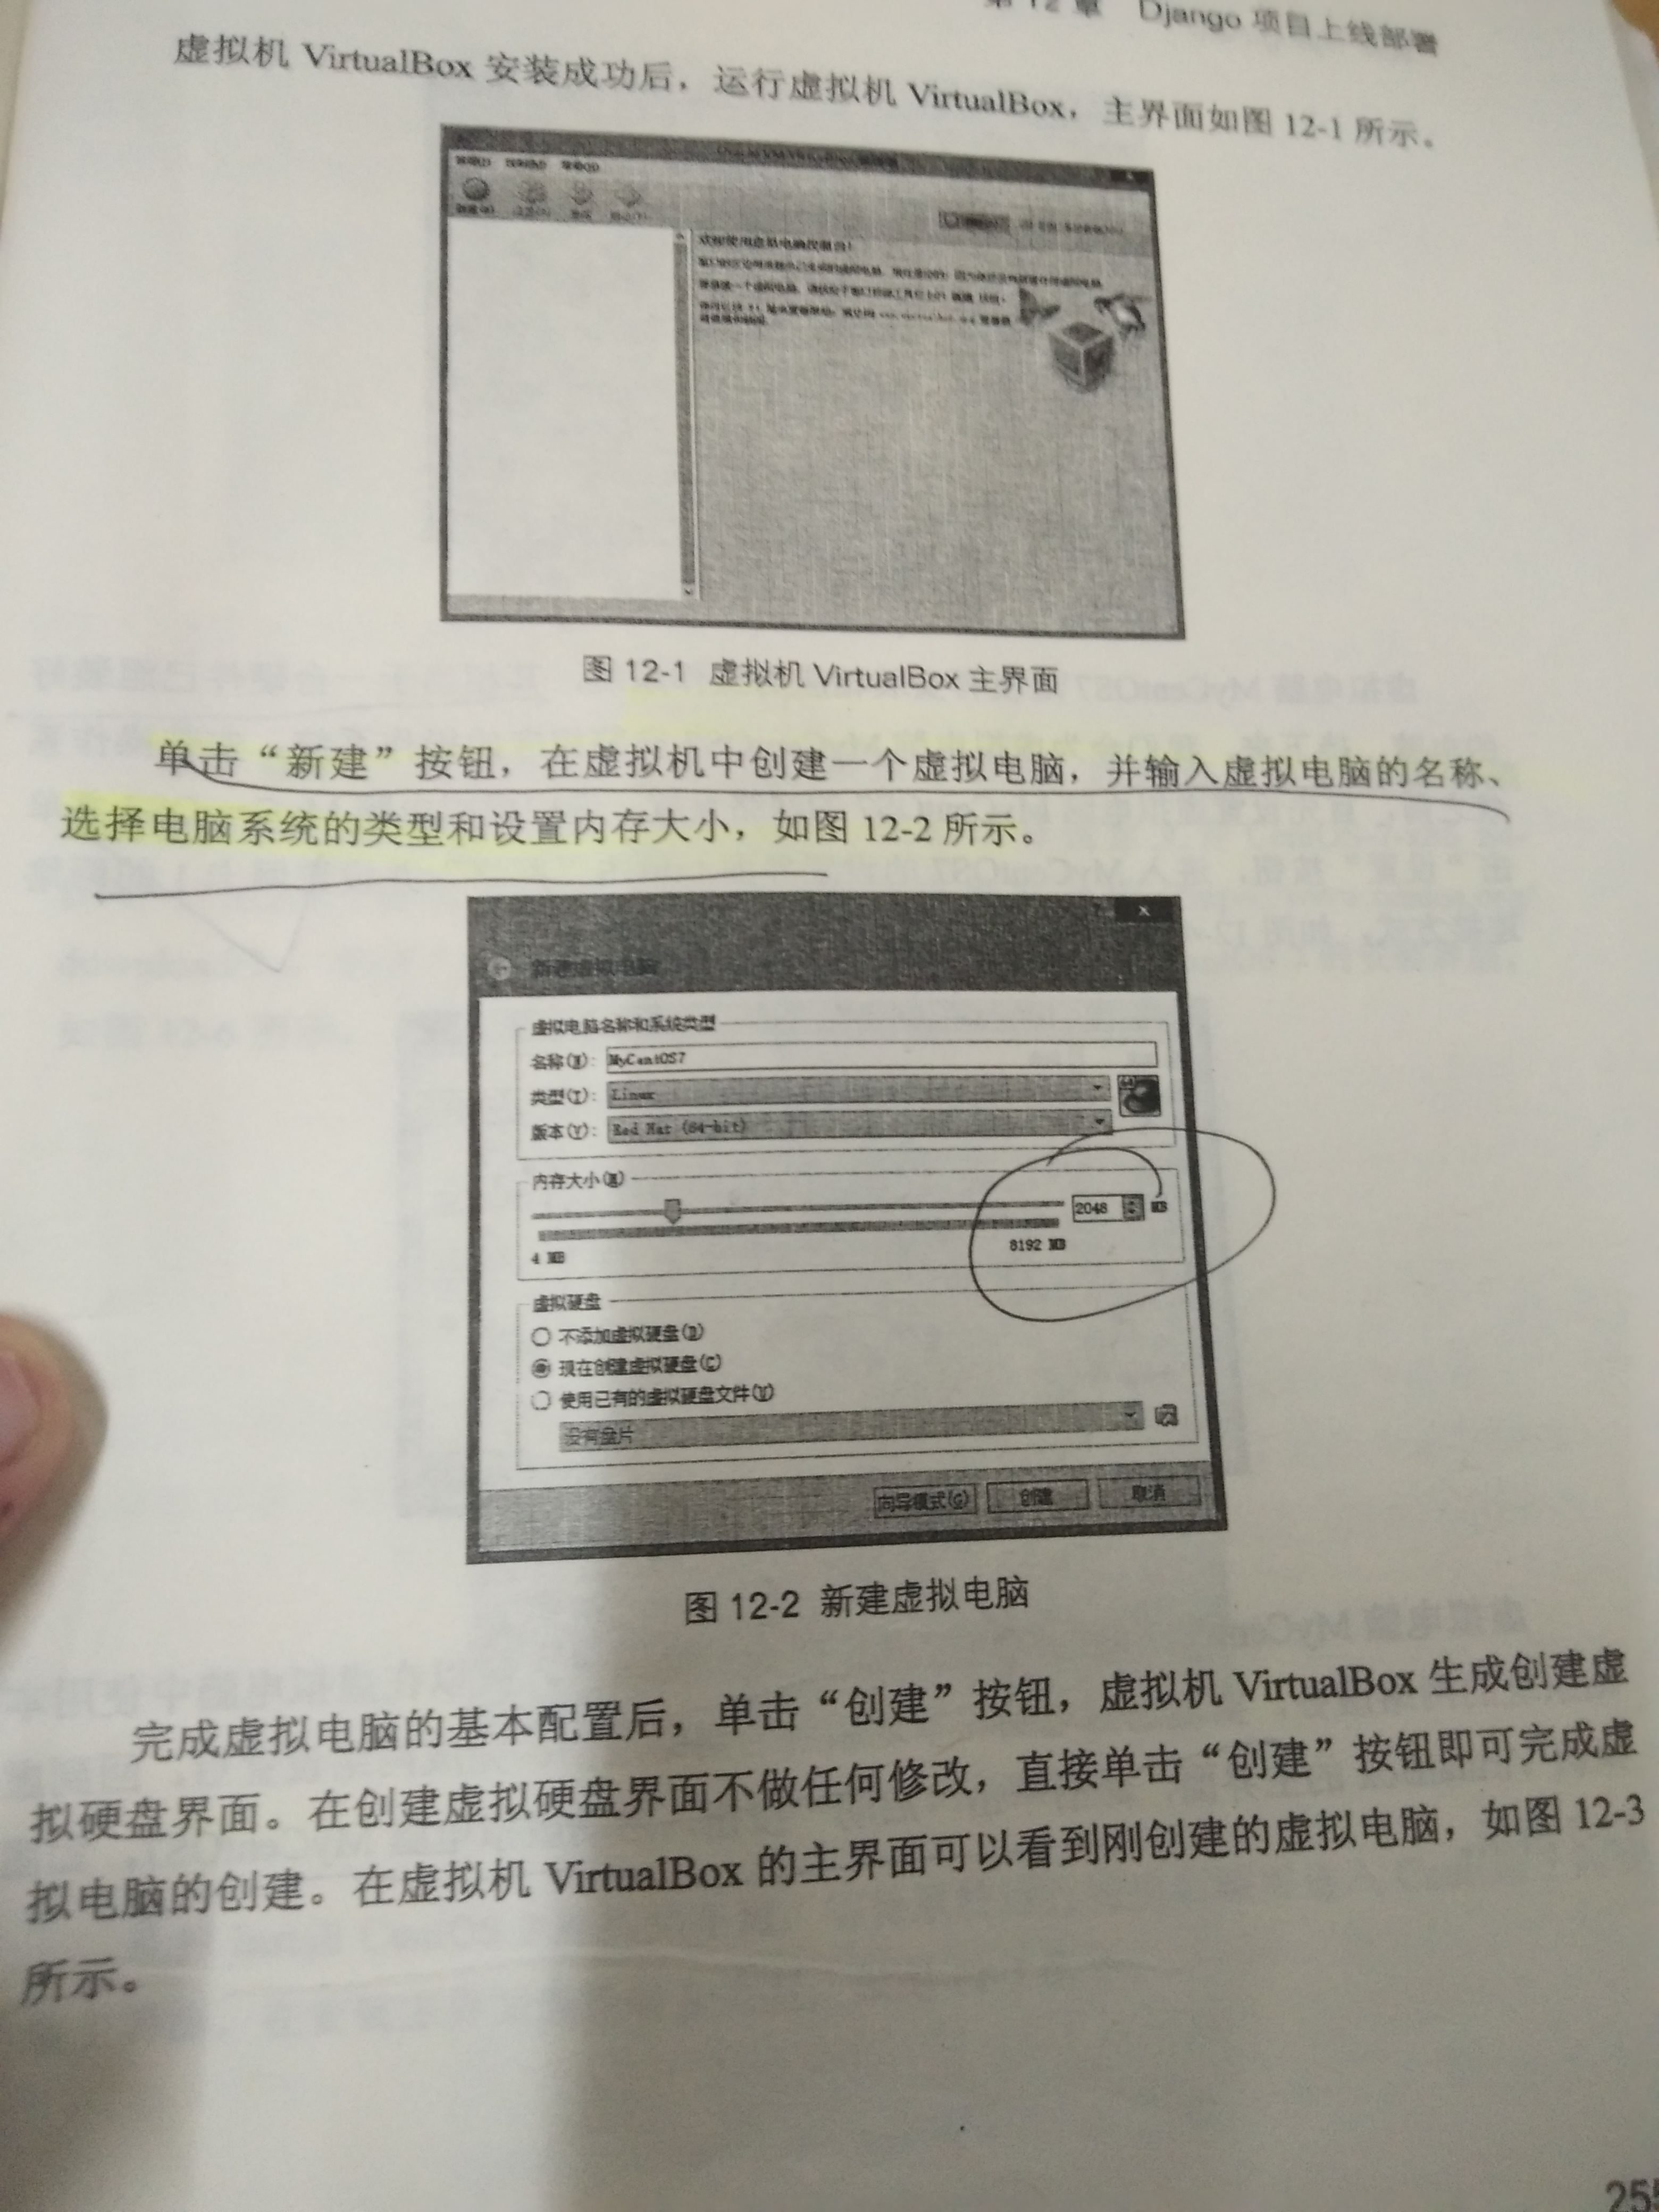 第 12 章 Django 项目上线部署
虚拟机 VirtualBox 安装成功后，运行虚拟机 VirtualBox，主界面如图 12-1 所示。
欢迎使用虚拟电脑控制台！
图 12-1 虚拟机 VirtualBox 主界面
单击“新建”按钮，在虚拟机中创建一个虚拟电脑，并输入虚拟电脑的名称、
选择电脑系统的类型和设置内存大小，如图 12-2 所示。
新建虚拟电脑
虚拟电脑名称和系统类型
名称(N): MyCentOS7
类型(T): Linux
版本(V): Red Hat (64-bit)
内存大小(M)
2048 MB
4 MB 8192 MB
虚拟硬盘
不添加虚拟硬盘(D)
现在创建虚拟硬盘(C)
使用已有的虚拟硬盘文件(U)
没有盘片
向导模式(G) 创建 取消
图 12-2 新建虚拟电脑
完成虚拟电脑的基本配置后，单击“创建”按钮，虚拟机 VirtualBox 生成创建虚
拟硬盘界面。在创建虚拟硬盘界面不做任何修改，直接单击“创建”按钮即可完成虚
拟电脑的创建。在虚拟机 VirtualBox 的主界面可以看到刚创建的虚拟电脑，如图 12-3
所示。